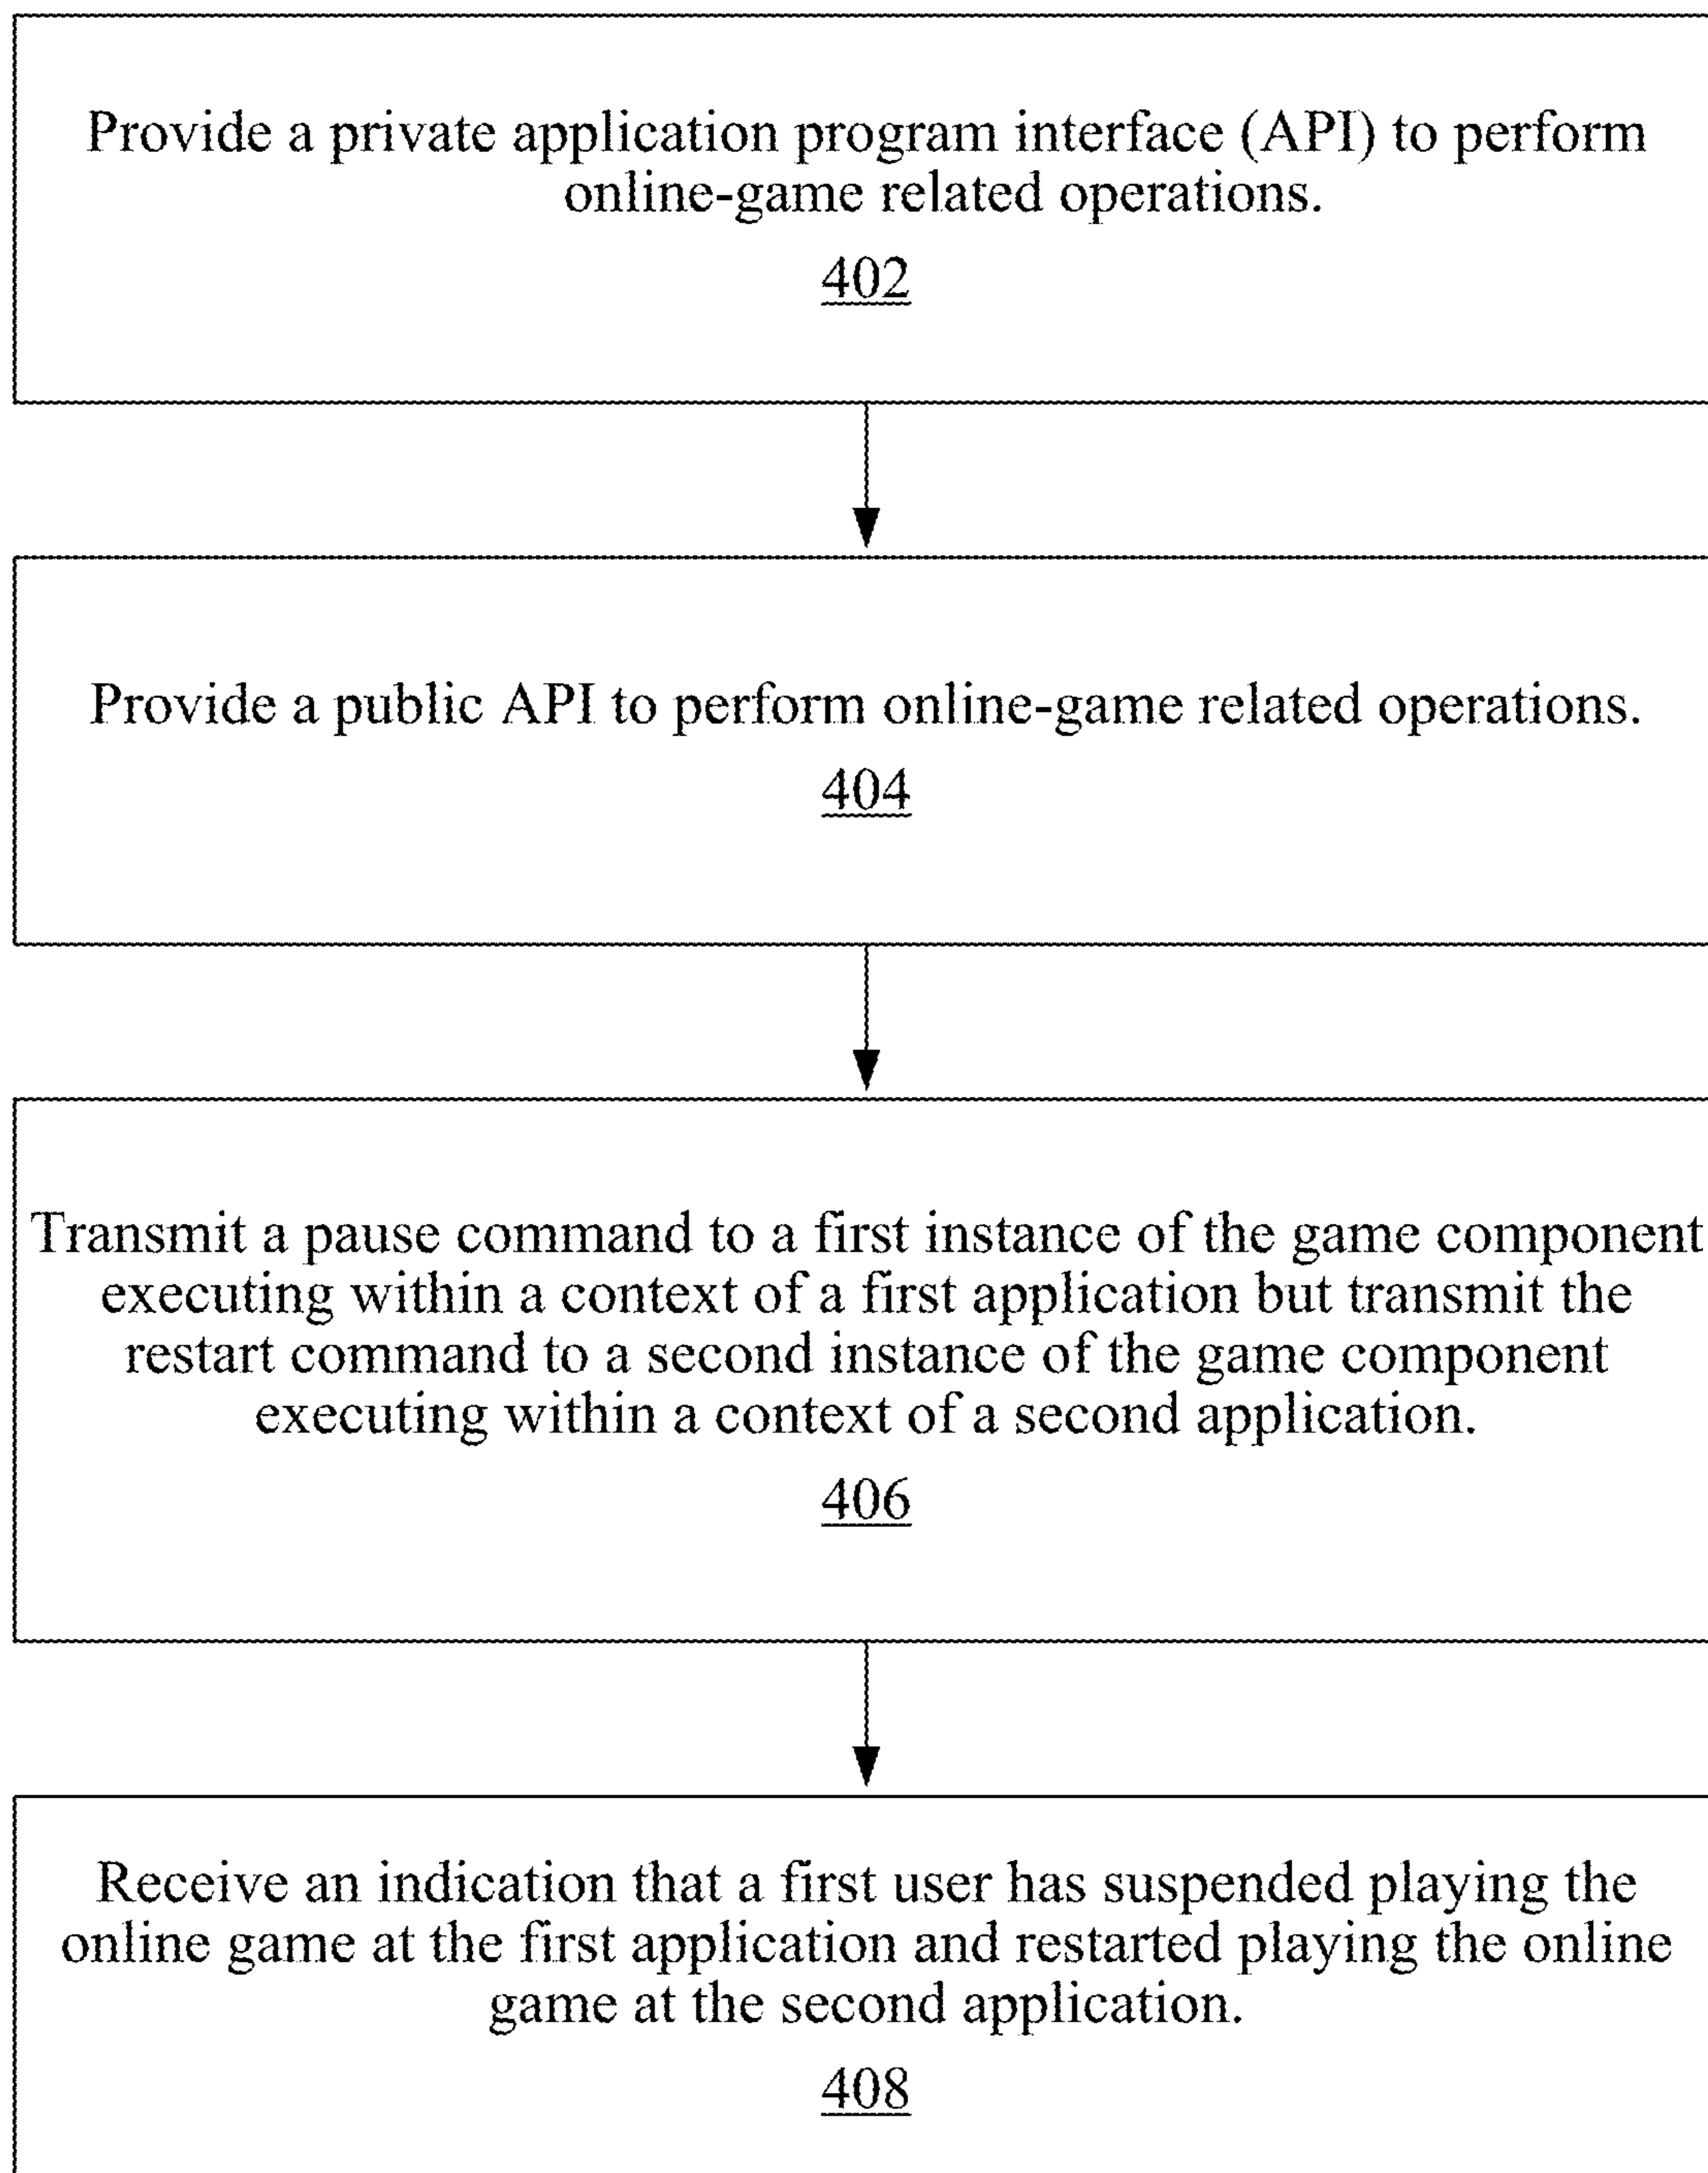 Provide a private application program interface (API) to perform
online-game related operations.
402
Provide a public API to perform online-game related operations.
404
Transmit a pause command to a first instance of the game component
executing within a context of a first application but transmit the
restart command to a second instance of the game component
executing within a context of a second application.
406
Receive an indication that a first user has suspended playing the
online game at the first application and restarted playing the online
game at the second application.
408